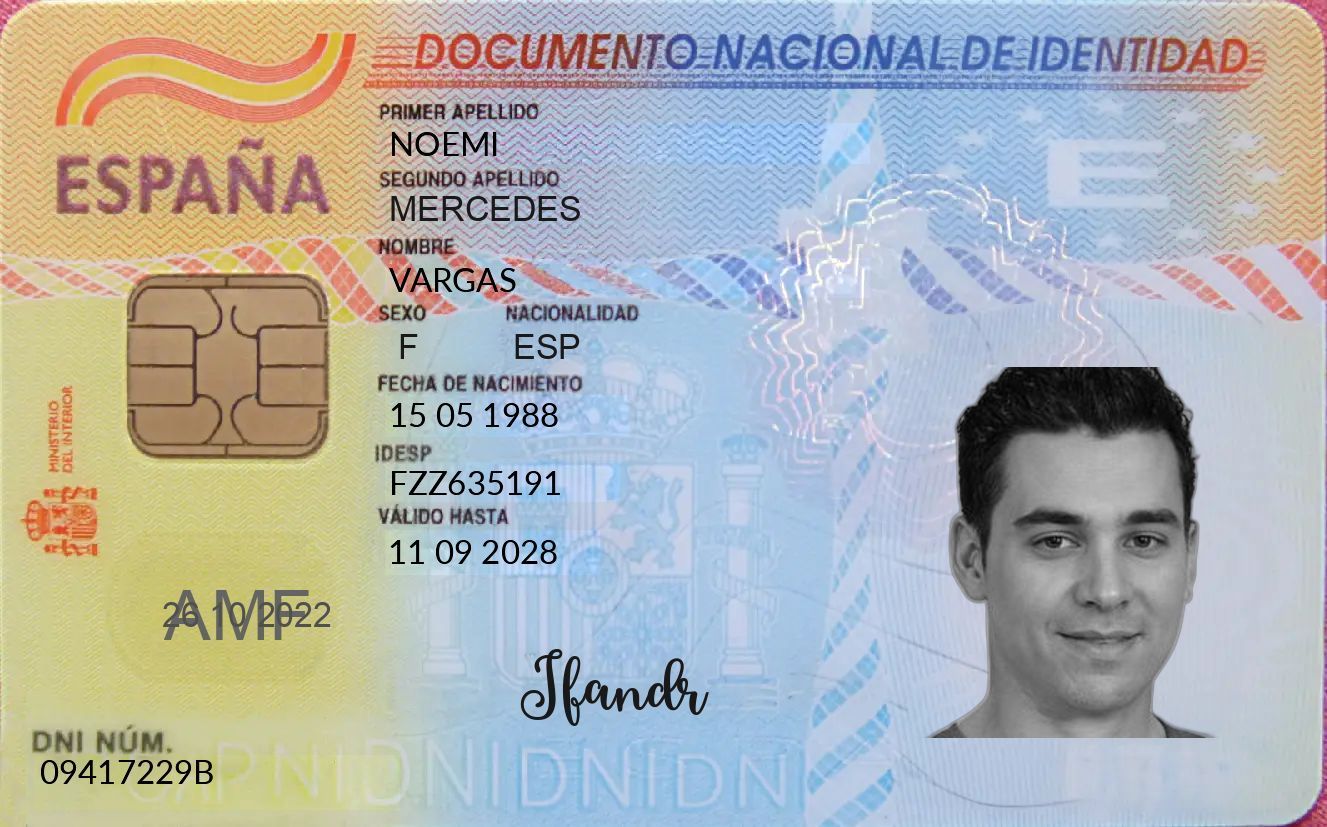 DOCUMENTO NACIONAL DE IDENTIDAD
ESPAÑA
PRIMER APELLIDO
NOEMI
SEGUNDO APELLIDO
MERCEDES
NOMBRE
VARGAS
SEXO NACIONALIDAD
F ESP
FECHA DE NACIMIENTO
15 05 1988
IDESP
FZZ635191
VÁLIDO HASTA
11 09 2028
MINISTERIO
DEL INTERIOR
E
AMF
26 10 2022
Jfandr
DNI NÚM.
09417229B
DNIDNIDNIDNI